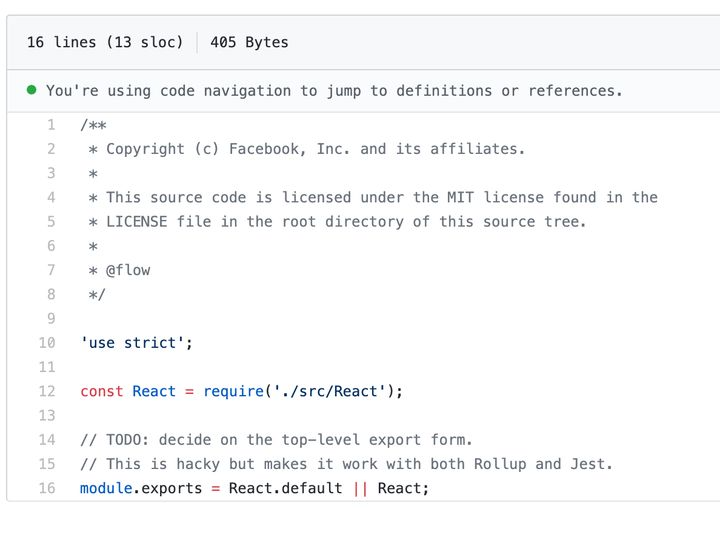 16 lines (13 sloc) 405 Bytes
You're using code navigation to jump to definitions or references.
1 /**
2  * Copyright (c) Facebook, Inc. and its affiliates.
3  *
4  * This source code is licensed under the MIT license found in the
5  * LICENSE file in the root directory of this source tree.
6  *
7  * @flow
8  */
9
10 'use strict';
11
12 const React = require('./src/React');
13
14 // TODO: decide on the top-level export form.
15 // This is hacky but makes it work with both Rollup and Jest.
16 module.exports = React.default || React;